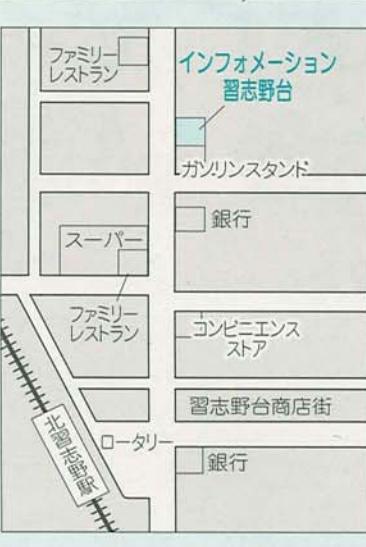 ファミリー
レストラン
インフォメーション
習志野台
ガソリンスタンド
スーパー
銀行
ファミリー
レストラン
コンビニエンス
ストア
習志野台商店街
ロータリー
北習志野駅
銀行